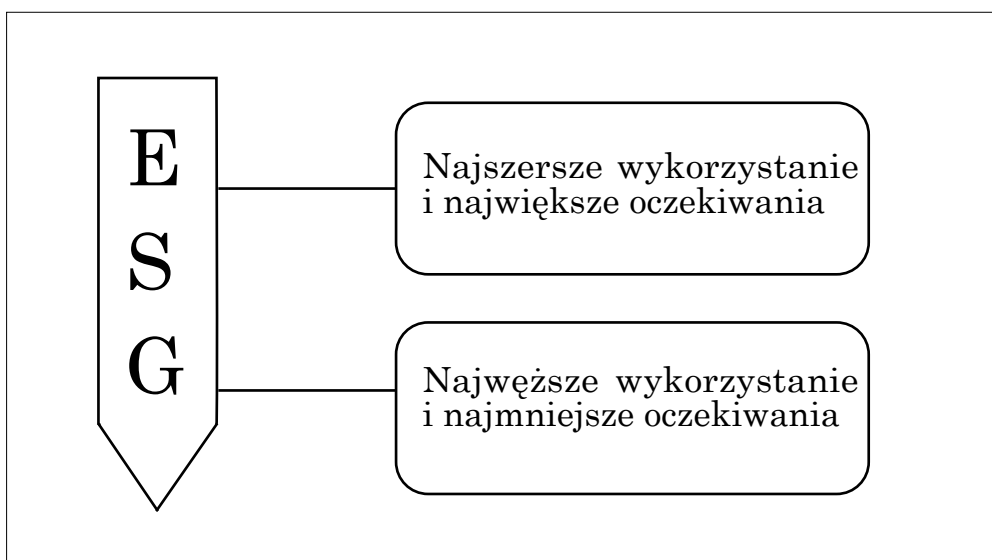 E
Najszersze wykorzystanie
i największe oczekiwania
S
G
Najwęższe wykorzystanie
i najmniejsze oczekiwania